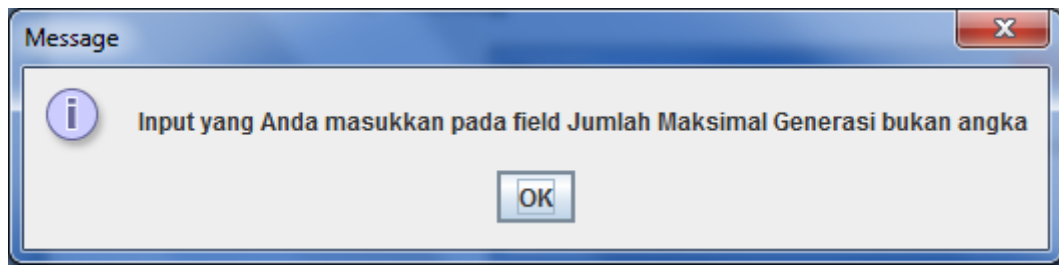 Message
Input yang Anda masukkan pada field Jumlah Maksimal Generasi bukan angka
OK